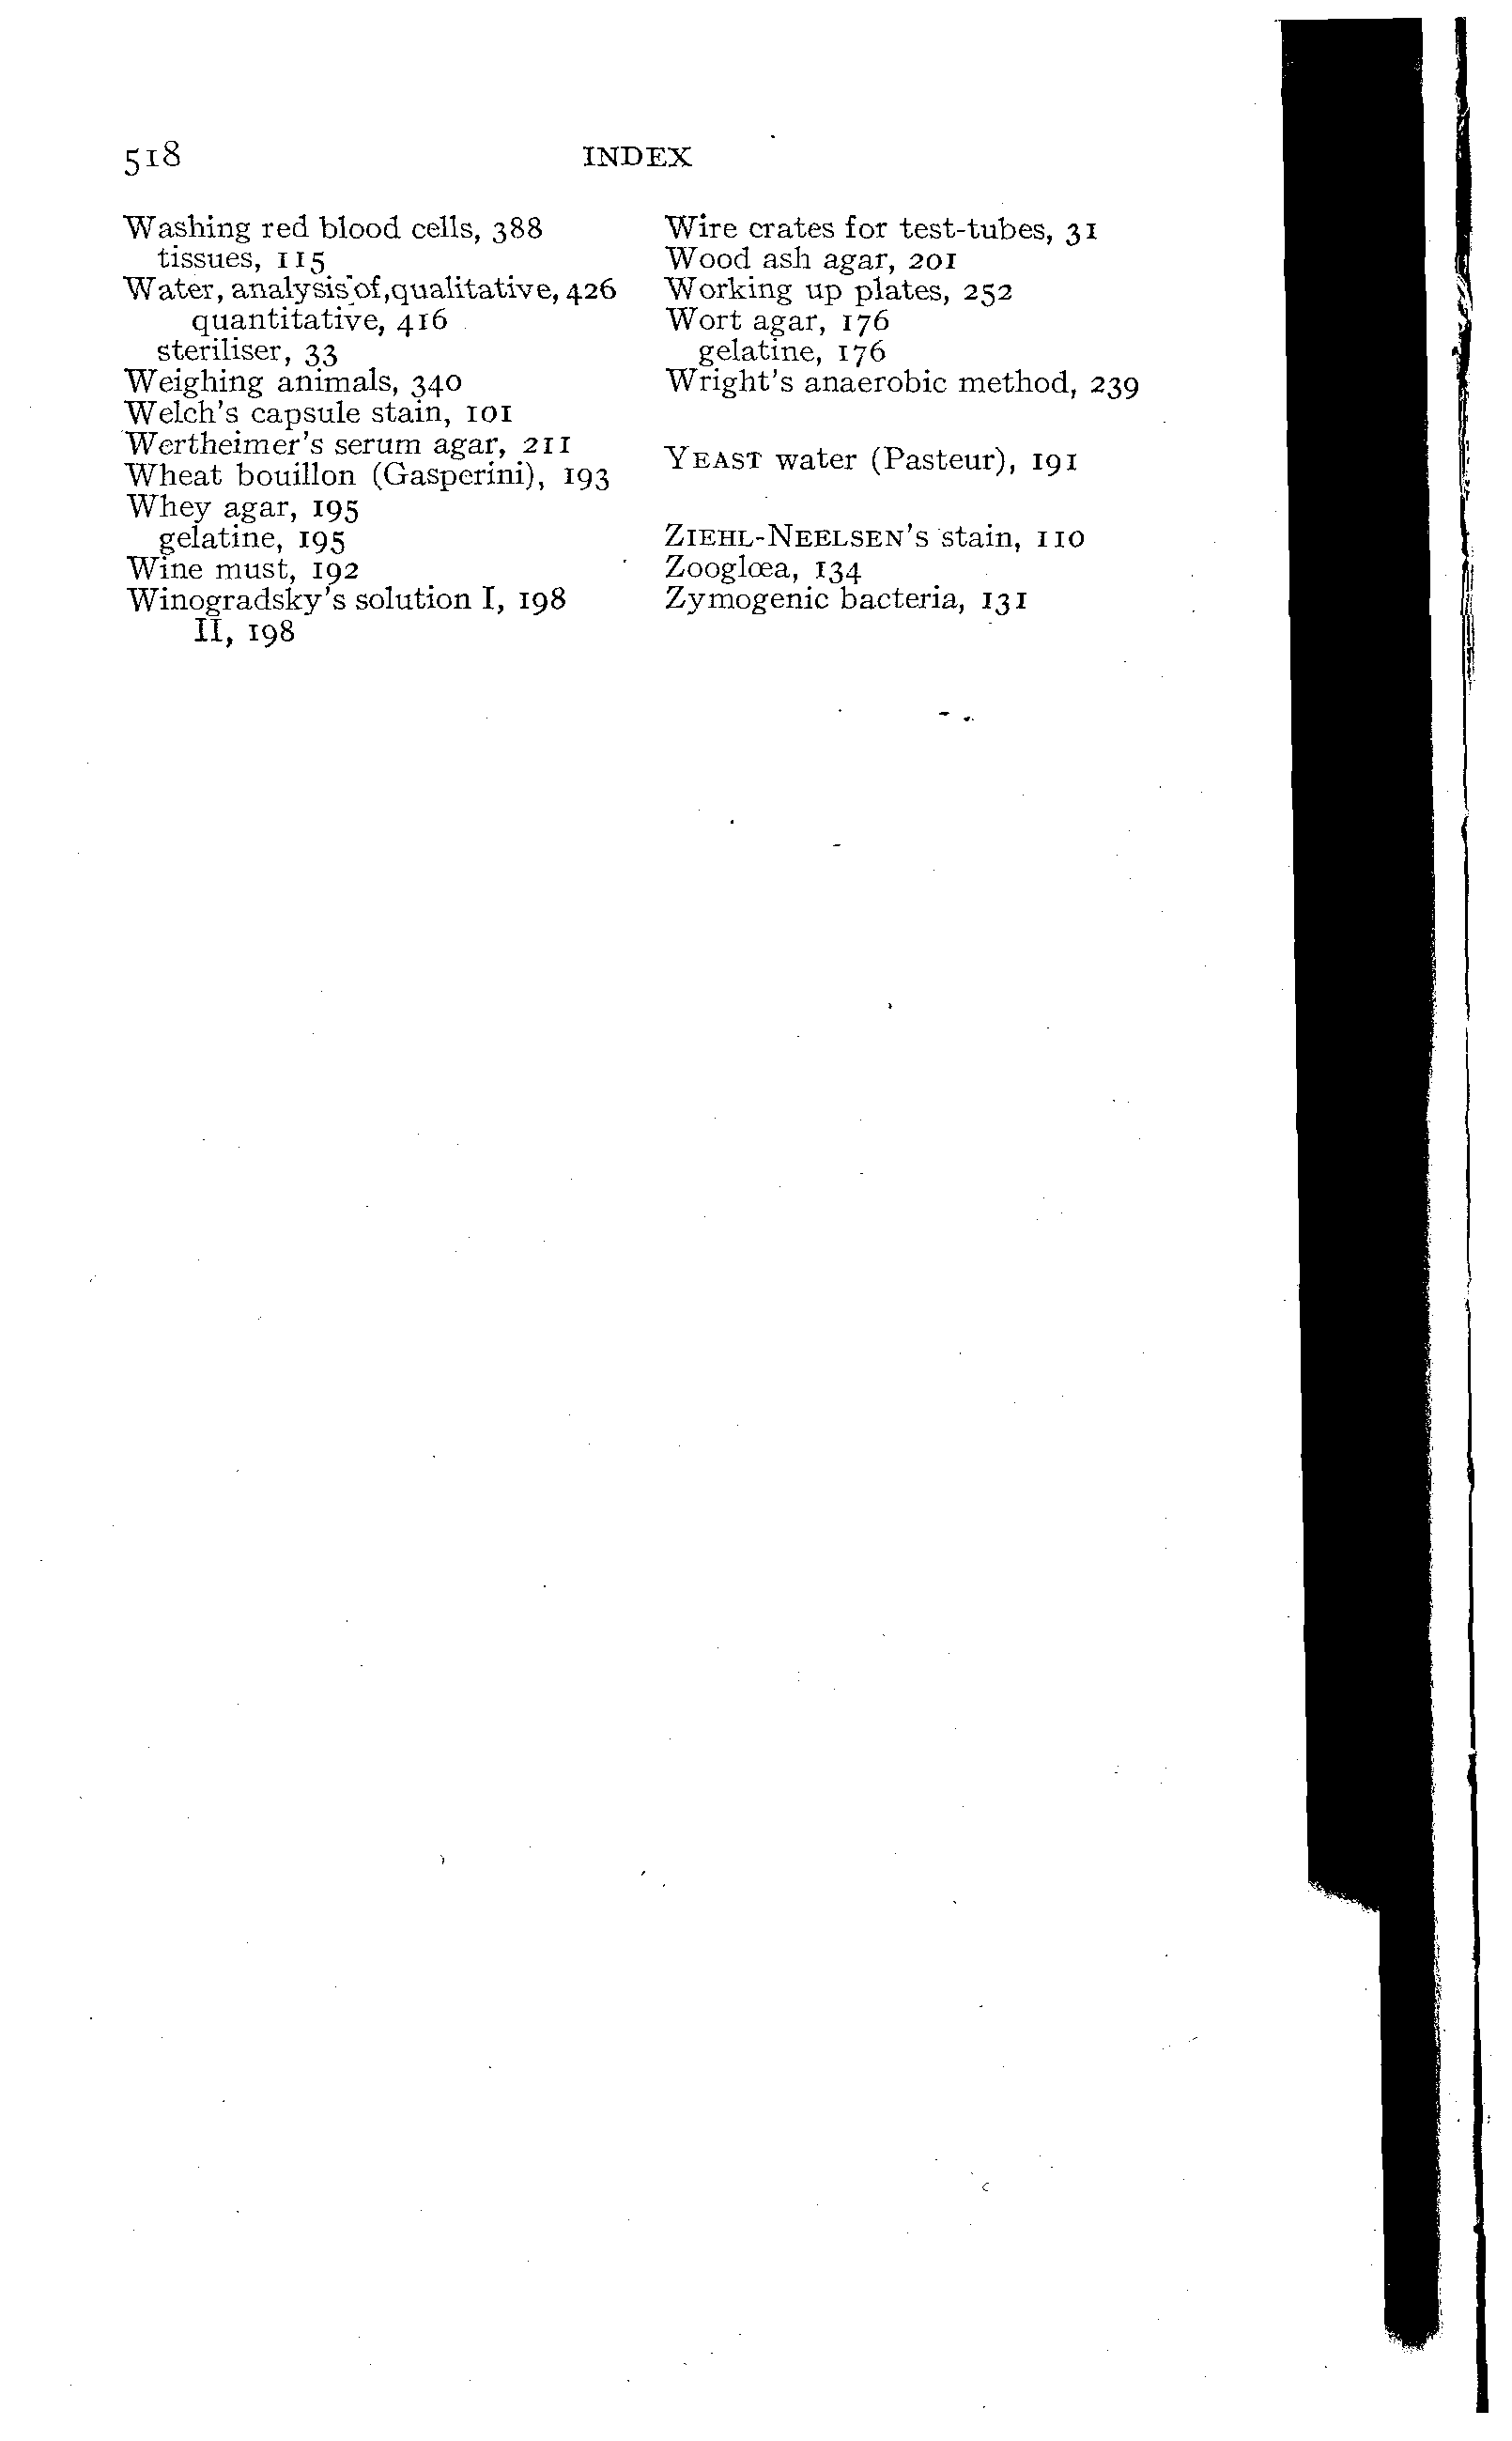 518 INDEX
Washing red blood cells, 388
tissues, 115
Water, analysis of, qualitative, 426
quantitative, 416
steriliser, 33
Weighing animals, 340
Welch's capsule stain, 101
Wertheimer's serum agar, 211
Wheat bouillon (Gasperini), 193
Whey agar, 195
gelatine, 195
Wine must, 192
Winogradsky's solution I, 198
II, 198
Wire crates for test-tubes, 31
Wood ash agar, 201
Working up plates, 252
Wort agar, 176
gelatine, 176
Wright's anaerobic method, 239
YEAST water (Pasteur), 191
ZIEHL-NEELSEN's stain, 110
Zooglœa, 134
Zymogenic bacteria, 131